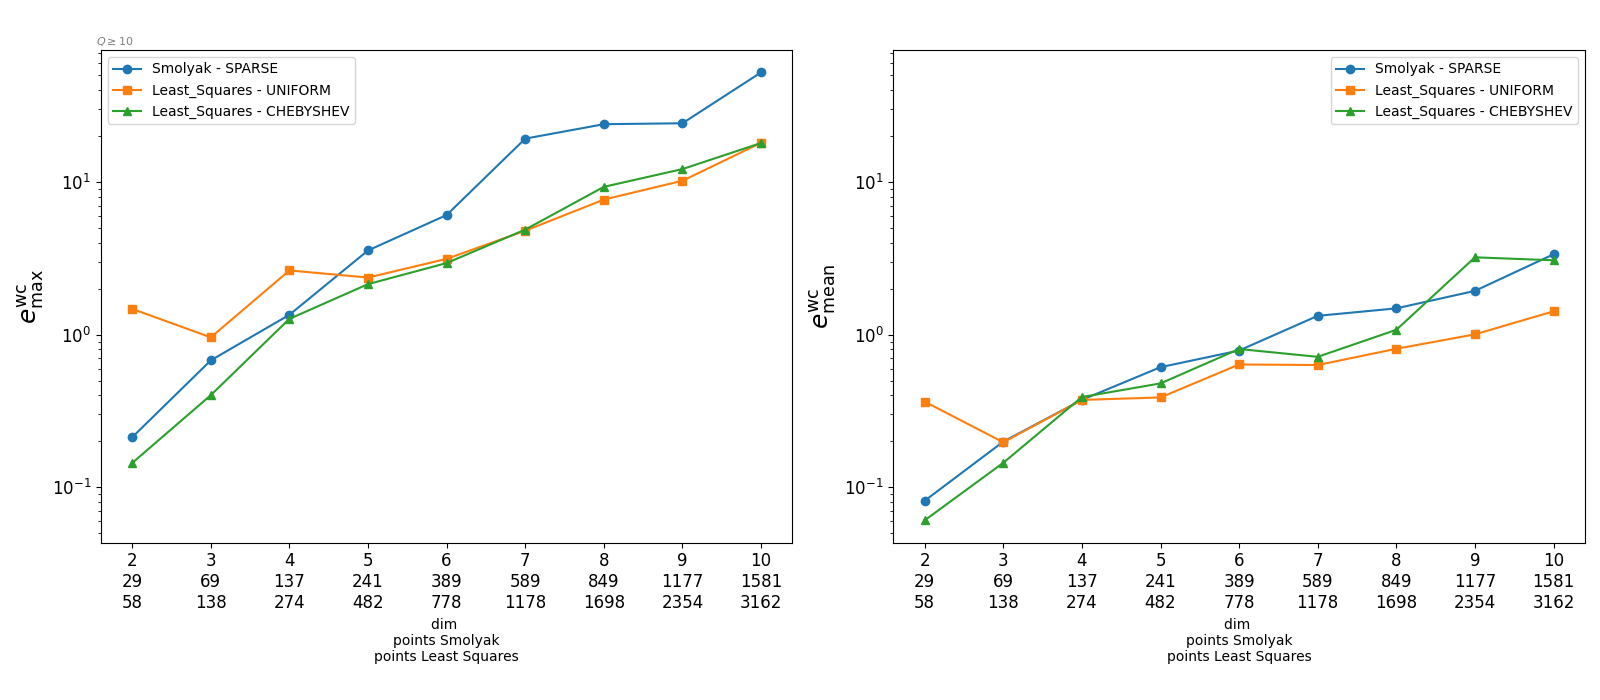 Q ≥ 10
Smolyak - SPARSE
Least_Squares - UNIFORM
Least_Squares - CHEBYSHEV
10¹
10⁰
10⁻¹
e^wc_max
2 3 4 5 6 7 8 9 10
29 69 137 241 389 589 849 1177 1581
58 138 274 482 778 1178 1698 2354 3162
dim
points Smolyak
points Least Squares
Smolyak - SPARSE
Least_Squares - UNIFORM
Least_Squares - CHEBYSHEV
10¹
10⁰
10⁻¹
e^wc_mean
2 3 4 5 6 7 8 9 10
29 69 137 241 389 589 849 1177 1581
58 138 274 482 778 1178 1698 2354 3162
dim
points Smolyak
points Least Squares